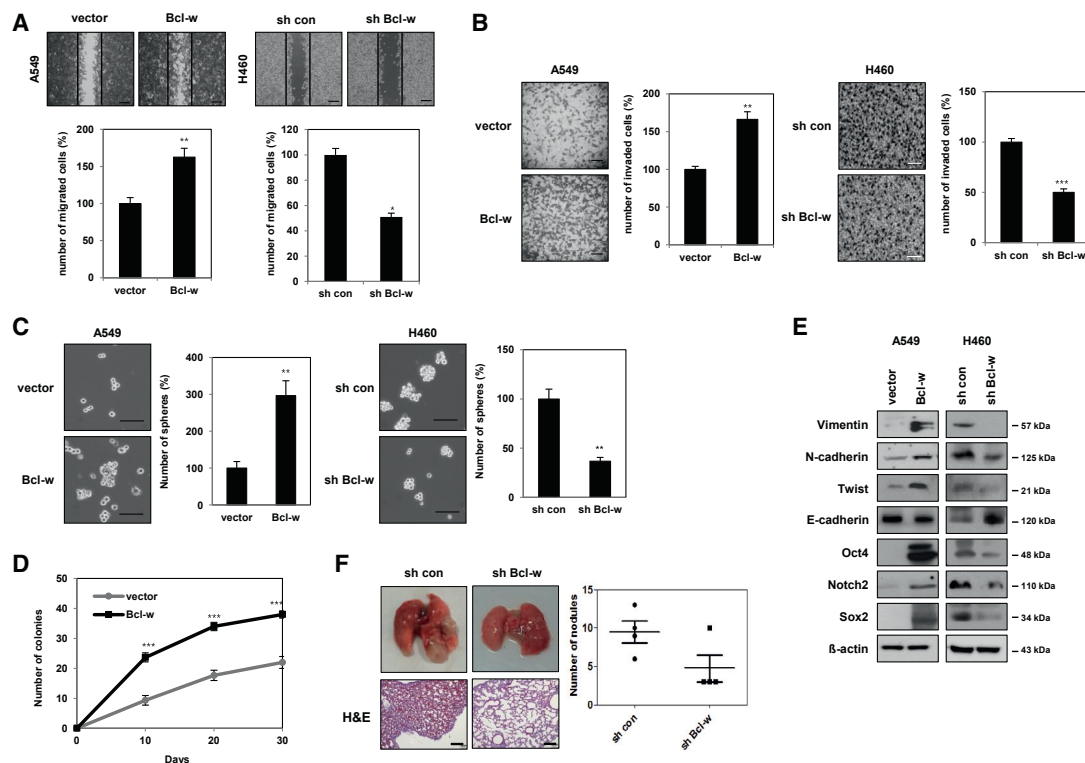 A
vector
Bcl-w
sh con
sh Bcl-w
A549
H460
number of migrated cells (%)
200
150
100
50
0
**
vector
Bcl-w
number of migrated cells (%)
120
100
80
60
40
20
0
*
sh con
sh Bcl-w
B
A549
H460
vector
Bcl-w
number of invaded cells (%)
200
150
100
50
0
**
vector
Bcl-w
sh con
sh Bcl-w
number of invaded cells (%)
150
100
50
0
***
sh con
sh Bcl-w
C
A549
H460
vector
Bcl-w
Number of spheres (%)
400
300
200
100
0
**
vector
Bcl-w
sh con
sh Bcl-w
Number of spheres (%)
150
100
50
0
**
sh con
sh Bcl-w
D
Number of colonies
50
40
30
20
10
0
vector
Bcl-w
***
***
***
0
10
20
30
Days
E
A549
H460
vector
Bcl-w
sh con
sh Bcl-w
Vimentin
– 57 kDa
N-cadherin
– 125 kDa
Twist
– 21 kDa
E-cadherin
– 120 kDa
Oct4
– 48 kDa
Notch2
– 110 kDa
Sox2
– 34 kDa
ß-actin
– 43 kDa
F
sh con
sh Bcl-w
H&E
Number of nodules
15
10
5
0
sh con
sh Bcl-w